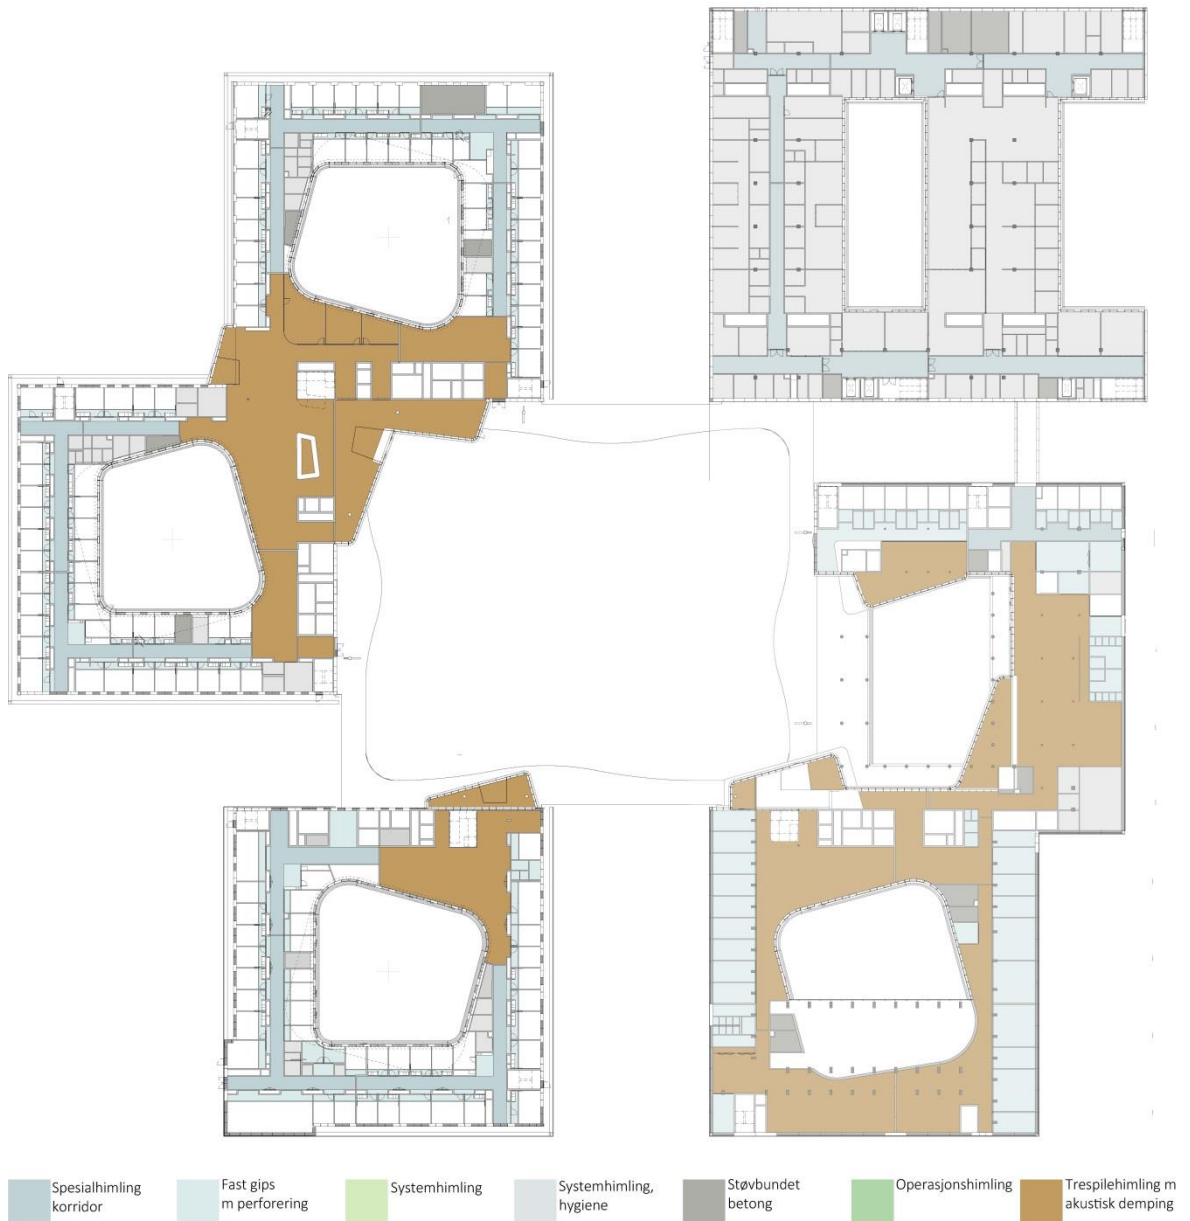 Spesialhimling
korridor
Fast gips
m perforering
Systemhimling
Systemhimling,
hygiene
Støvbundet
betong
Operasjonshimling
Trespilehimling m
akustisk demping